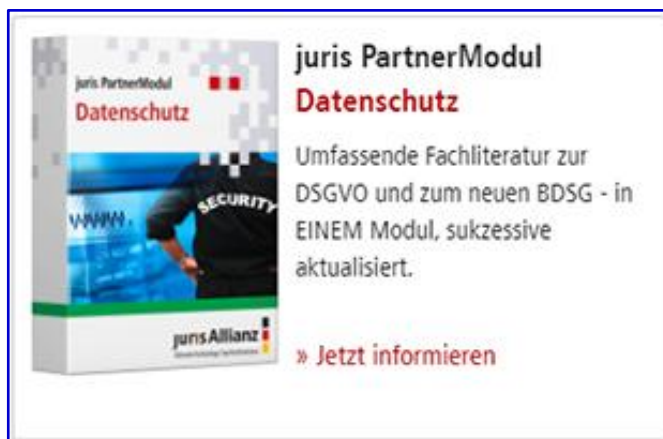 juris PartnerModul
Datenschutz
www.
SECURITY
jurisAllianz
juris PartnerModul
Datenschutz
Umfassende Fachliteratur zur
DSGVO und zum neuen BDSG - in
EINEM Modul, sukzessive
aktualisiert.
» Jetzt informieren